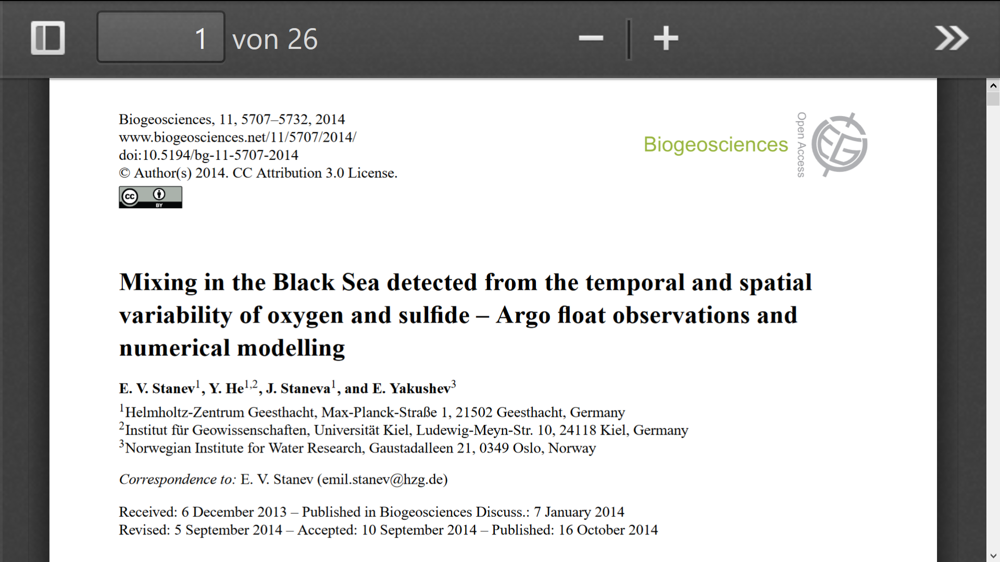 1 von 26
Biogeosciences, 11, 5707–5732, 2014
www.biogeosciences.net/11/5707/2014/
doi:10.5194/bg-11-5707-2014
© Author(s) 2014. CC Attribution 3.0 License.
cc BY
Biogeosciences
Open Access
EGU
Mixing in the Black Sea detected from the temporal and spatial
variability of oxygen and sulfide – Argo float observations and
numerical modelling
E. V. Stanev¹, Y. He¹,², J. Staneva¹, and E. Yakushev³
¹Helmholtz-Zentrum Geesthacht, Max-Planck-Straße 1, 21502 Geesthacht, Germany
²Institut für Geowissenschaften, Universität Kiel, Ludewig-Meyn-Str. 10, 24118 Kiel, Germany
³Norwegian Institute for Water Research, Gaustadalleen 21, 0349 Oslo, Norway
Correspondence to: E. V. Stanev (emil.stanev@hzg.de)
Received: 6 December 2013 – Published in Biogeosciences Discuss.: 7 January 2014
Revised: 5 September 2014 – Accepted: 10 September 2014 – Published: 16 October 2014